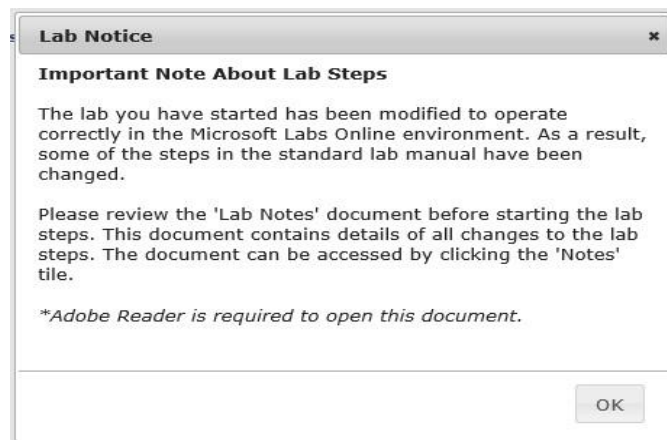 Lab Notice
Important Note About Lab Steps
The lab you have started has been modified to operate
correctly in the Microsoft Labs Online environment. As a result,
some of the steps in the standard lab manual have been
changed.
Please review the 'Lab Notes' document before starting the lab
steps. This document contains details of all changes to the lab
steps. The document can be accessed by clicking the 'Notes'
tile.
*Adobe Reader is required to open this document.
OK